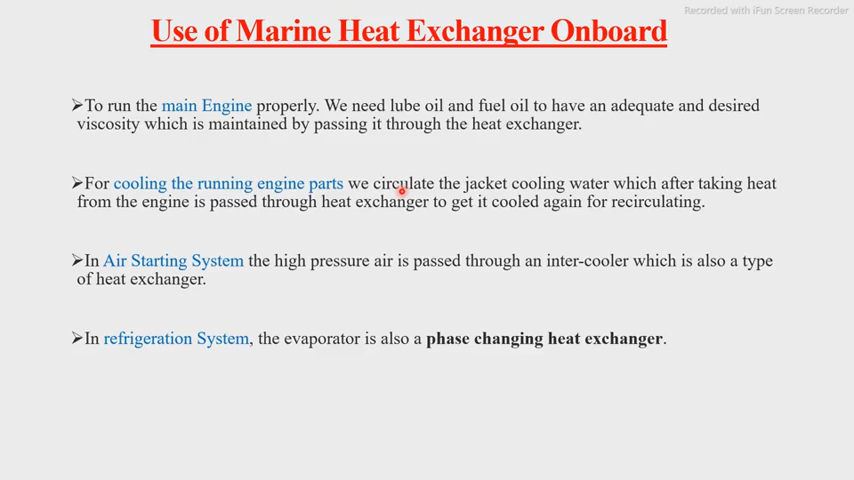 Recorded with iFun Screen Recorder
Use of Marine Heat Exchanger Onboard
➢To run the main Engine properly. We need lube oil and fuel oil to have an adequate and desired
viscosity which is maintained by passing it through the heat exchanger.
➢For cooling the running engine parts we circulate the jacket cooling water which after taking heat
from the engine is passed through heat exchanger to get it cooled again for recirculating.
➢In Air Starting System the high pressure air is passed through an inter-cooler which is also a type
of heat exchanger.
➢In refrigeration System, the evaporator is also a phase changing heat exchanger.